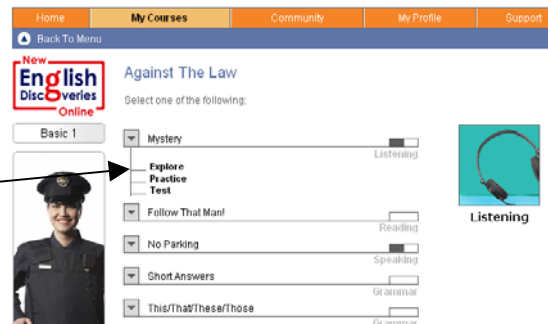 Home My Courses Community My Profile Support
Back To Menu
New
English
Discoveries
Online
Basic 1
Against The Law
Select one of the following:
Mystery
Listening
Explore
Practice
Test
Follow That Man!
Reading
No Parking
Speaking
Short Answers
Grammar
This/That/These/Those
Grammar
Listening